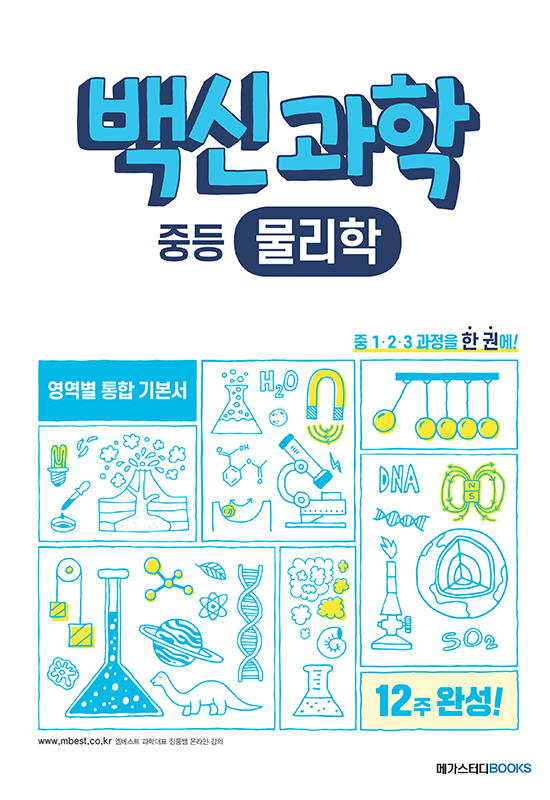 백신 과학
중등 물리학
중 1·2·3 과정을 한 권에!
영역별 통합 기본서
H2O
OH
O
O
DNA
N
S
SO2
12주 완성!
www.mbest.co.kr 엠베스트 과학대표 장풍쌤 온라인 강의
메가스터디BOOKS